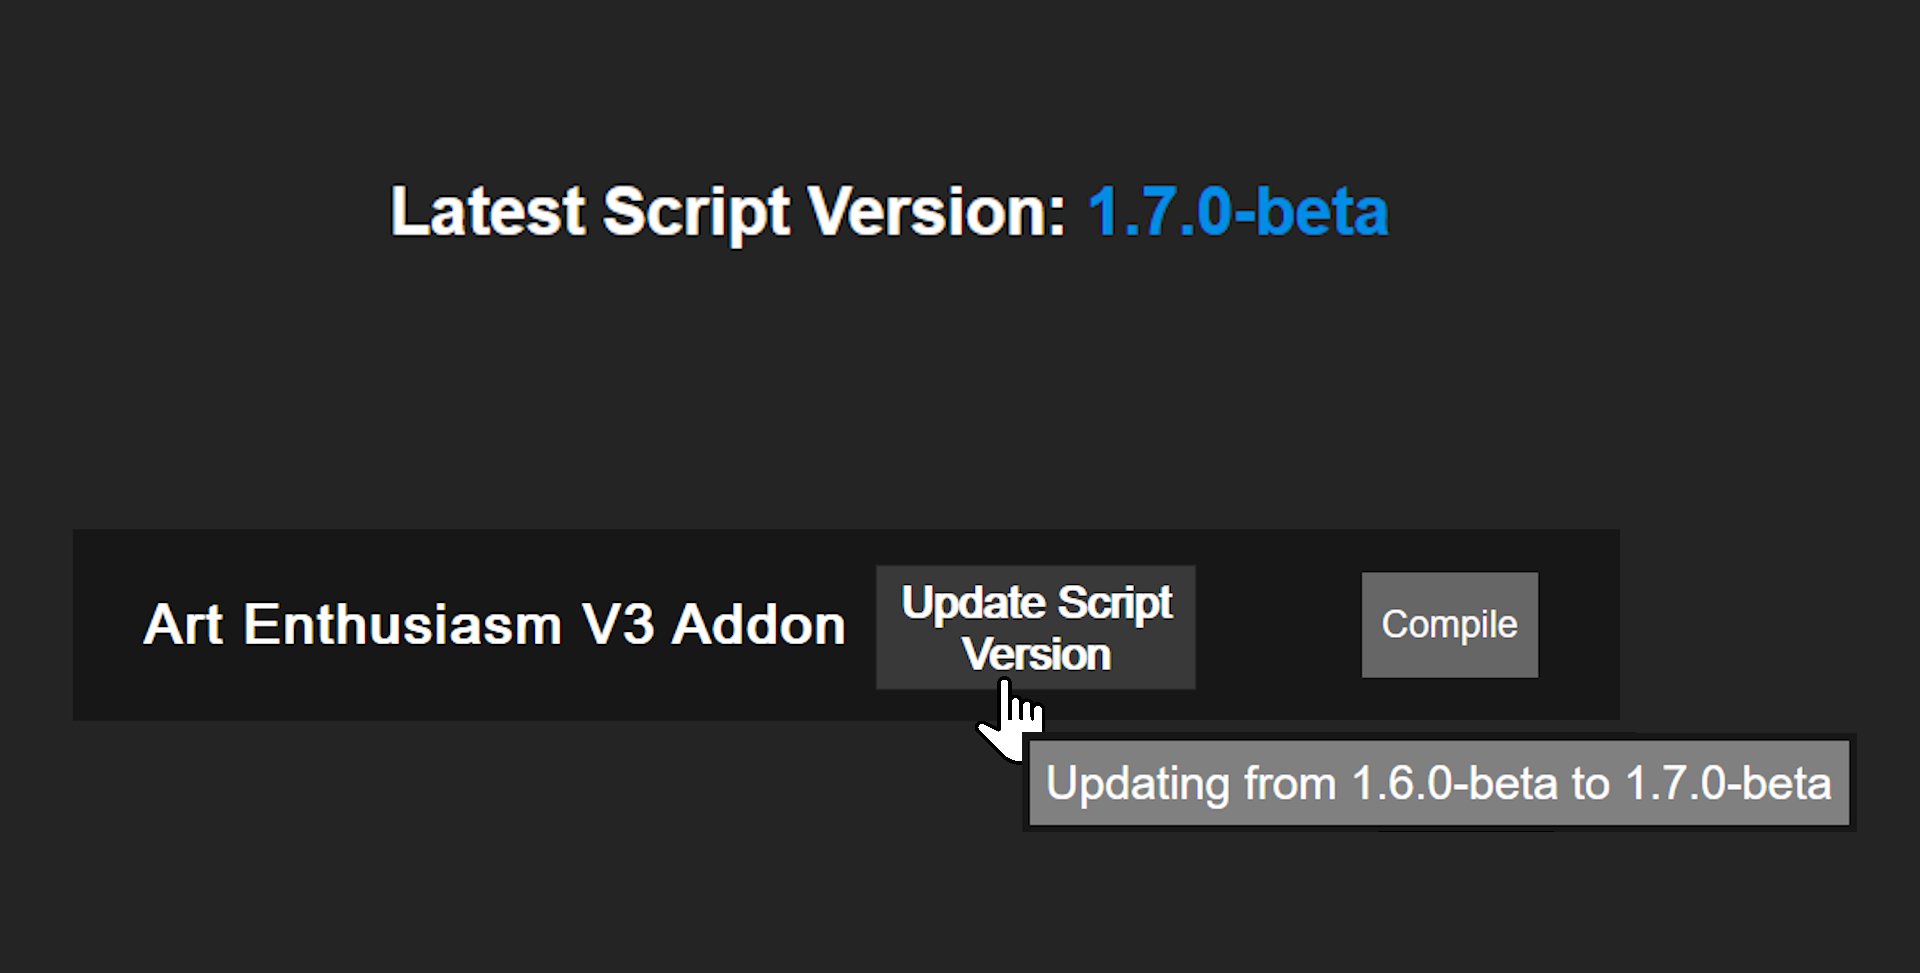 Latest Script Version: 1.7.0-beta
Art Enthusiasm V3 Addon
Update Script
Version
Compile
Updating from 1.6.0-beta to 1.7.0-beta